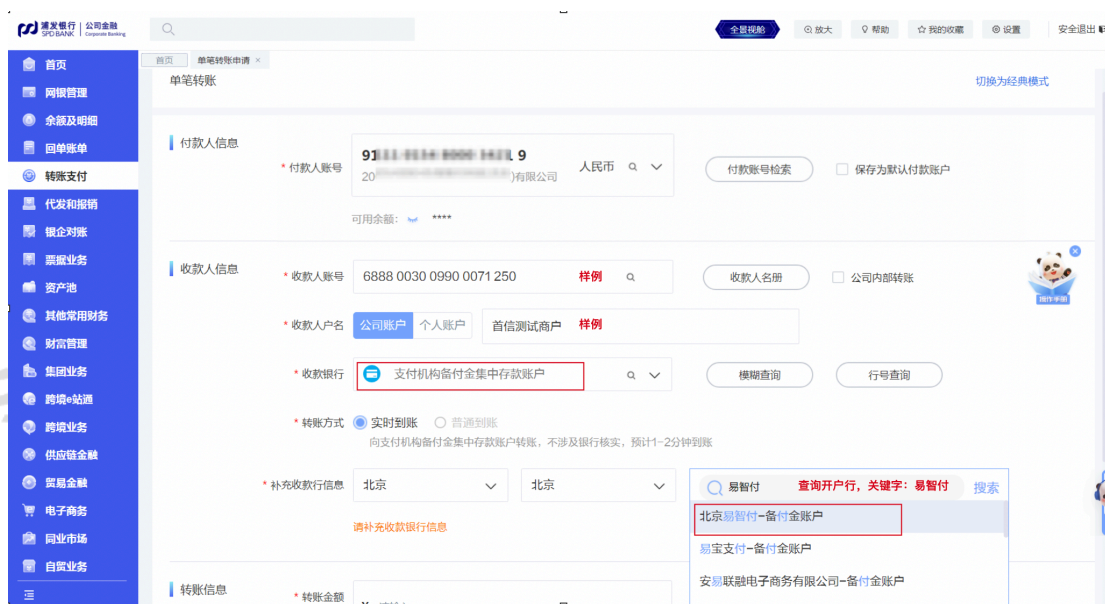 浦发银行 公司金融
SPD BANK Corporate Banking
全景视舱 放大 帮助 我的收藏 设置 安全退出
首页
网银管理
余额及明细
回单账单
转账支付
代发和报销
银企对账
票据业务
资产池
其他常用财务
财富管理
集团业务
跨境e站通
跨境业务
供应链金融
贸易金融
电子商务
同业市场
自贸业务
首页 单笔转账申请 ×
单笔转账 切换为经典模式
付款人信息
* 付款人账号 91 9 人民币 付款账号检索 保存为默认付款账户
20 )有限公司
可用余额: ****
收款人信息
* 收款人账号 6888 0030 0990 0071 250 样例 收款人名册 公司内部转账
操作手册
* 收款人户名 公司账户 个人账户 首信测试商户 样例
* 收款银行 支付机构备付金集中存款账户 模糊查询 行号查询
* 转账方式 实时到账 普通到账
向支付机构备付金集中存款账户转账，不涉及银行核实，预计1-2分钟到账
* 补充收款行信息 北京 北京 易智付 查询开户行，关键字：易智付 搜索
请补充收款银行信息
北京易智付-备付金账户
易宝支付-备付金账户
安易联融电子商务有限公司-备付金账户
转账信息
* 转账金额